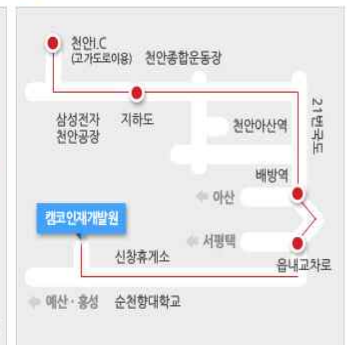 천안I.C
(고가도로이용)
천안종합운동장
삼성전자
천안공장
지하도
천안아산역
21번국도
배방역
아산
캠코인재개발원
서평택
신창휴게소
읍내교차로
예산·홍성
순천향대학교